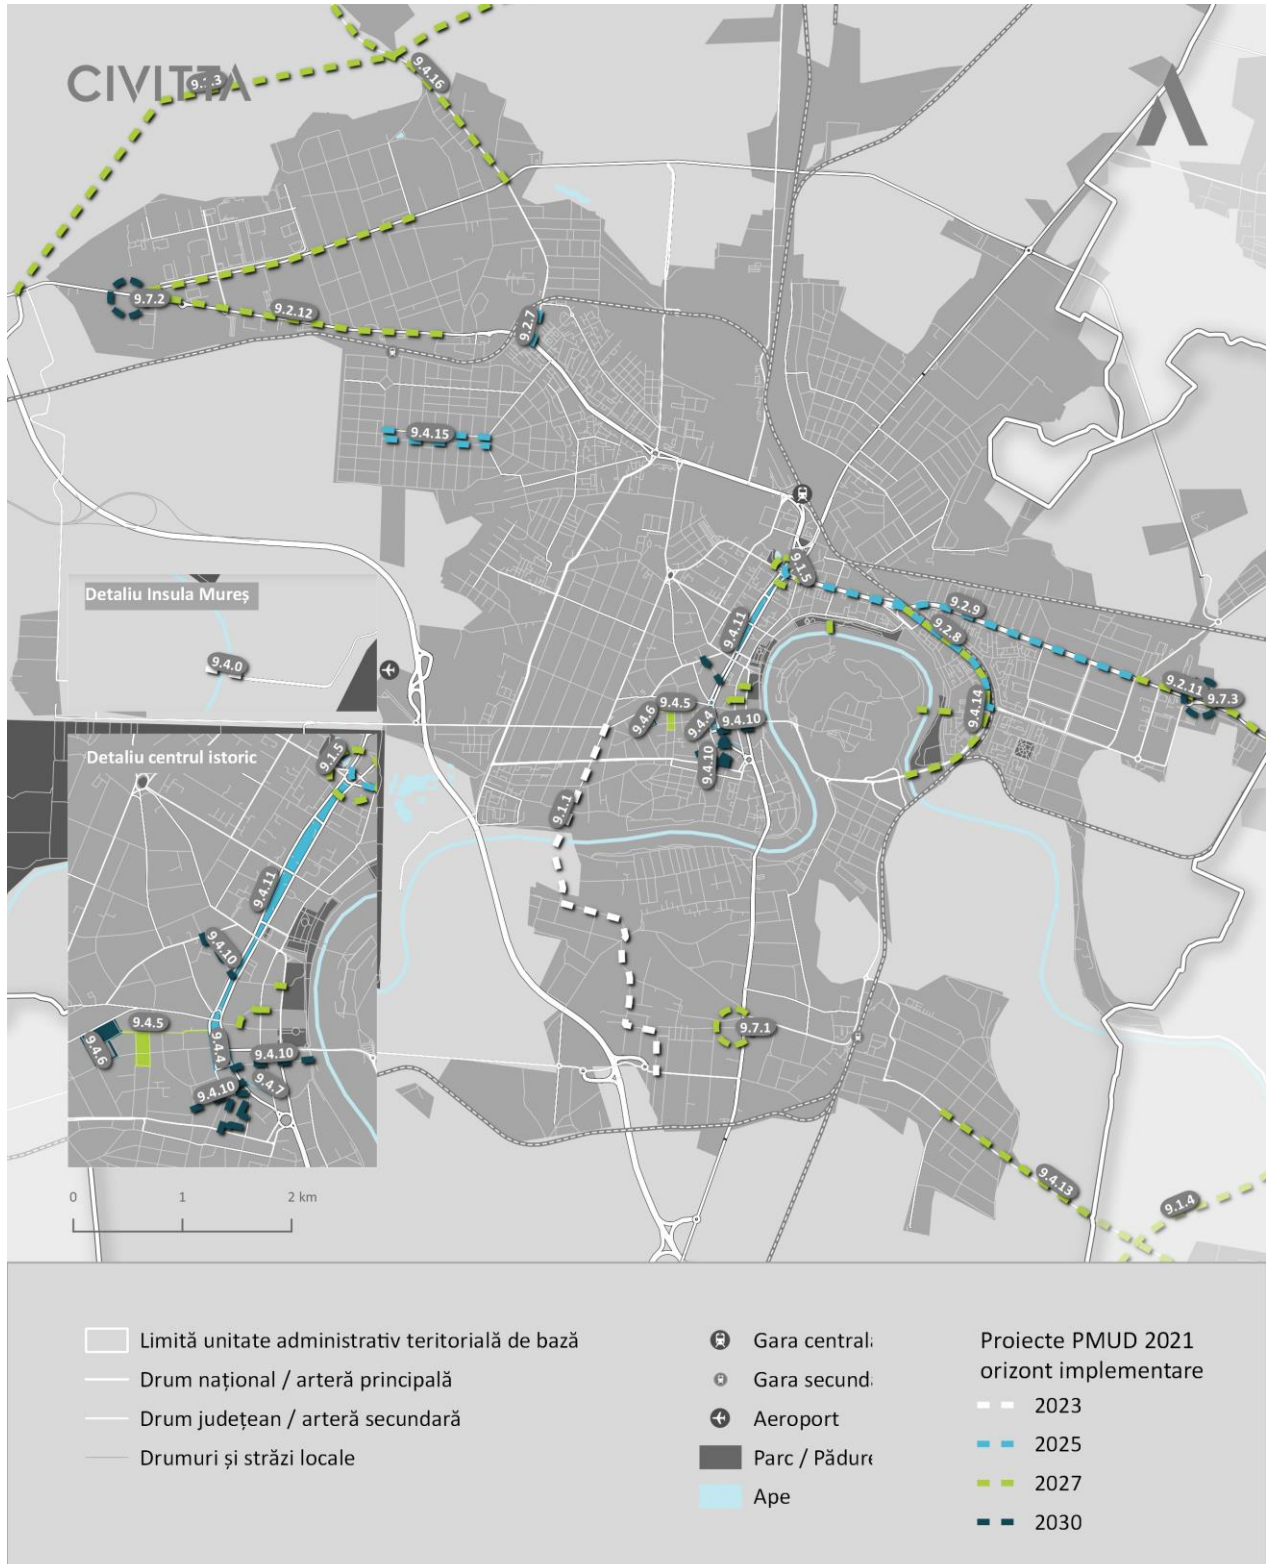 CIVITTA
9.4.16
9.7.2
9.2.12
9.2.7
9.4.15
9.1.5
9.2.9
9.2.8
9.4.11
9.2.11
9.7.3
9.4.14
9.4.5
9.4.6
9.4.4
9.4.10
9.4.10
9.1.1
9.7.1
9.4.13
9.1.4
Detaliu Insula Mureș
9.4.0
Detaliu centrul istoric
9.1.5
9.4.11
9.4.10
9.4.5
9.4.6
9.4.4
9.4.10
9.4.7
9.4.10
0 1 2 km
Limită unitate administrativ teritorială de bază
Drum național / arteră principală
Drum județean / arteră secundară
Drumuri și străzi locale
Gara central
Gara secund
Aeroport
Parc / Pădur
Ape
Proiecte PMUD 2021
orizont implementare
2023
2025
2027
2030